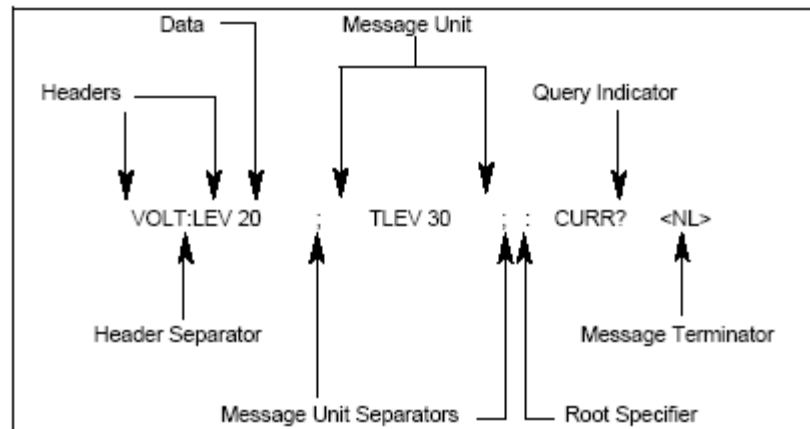 Data Message Unit
Headers Query Indicator
VOLT:LEV 20 ; TLEV 30 ; : CURR? <NL>
Header Separator Message Terminator
Message Unit Separators Root Specifier